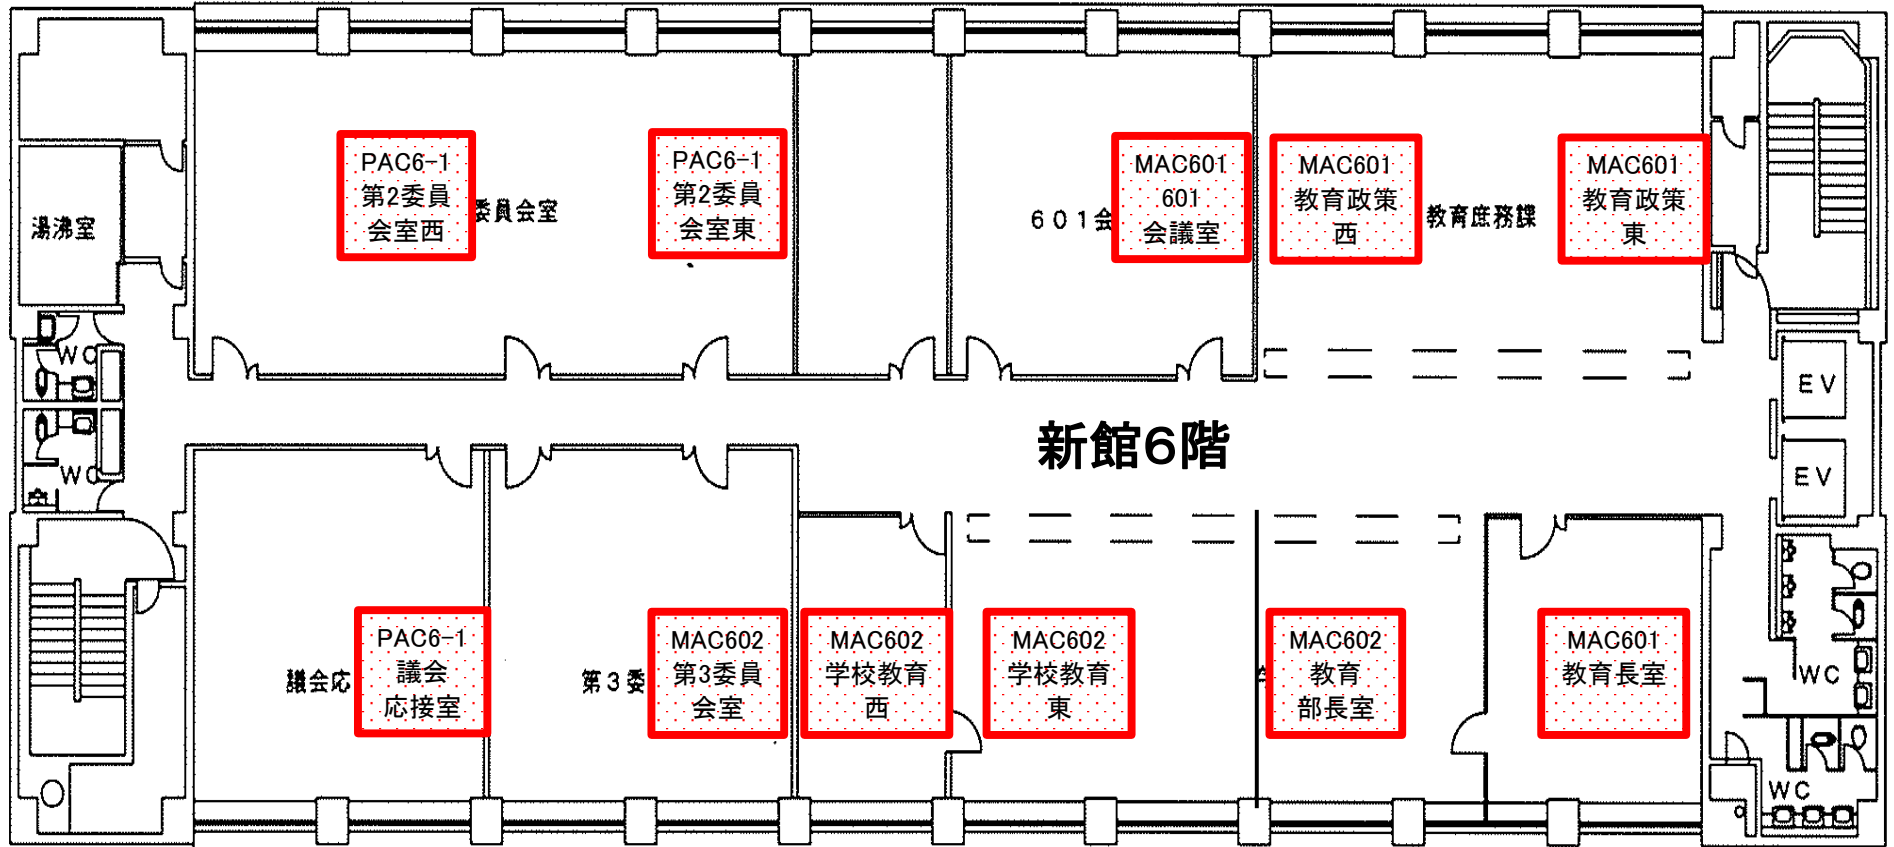 PAC6-1
第2委員
会室西
委員会室
PAC6-1
第2委員
会室東
６０１会
MAC601
601
会議室
MAC601
教育政策
西
教育庶務課
MAC601
教育政策
東
湯沸室
WC
WC
新館6階
EV
EV
議会応
PAC6-1
議会
応接室
第３委
MAC602
第3委員
会室
MAC602
学校教育
西
MAC602
学校教育
東
MAC602
教育
部長室
MAC601
教育長室
WC
WC